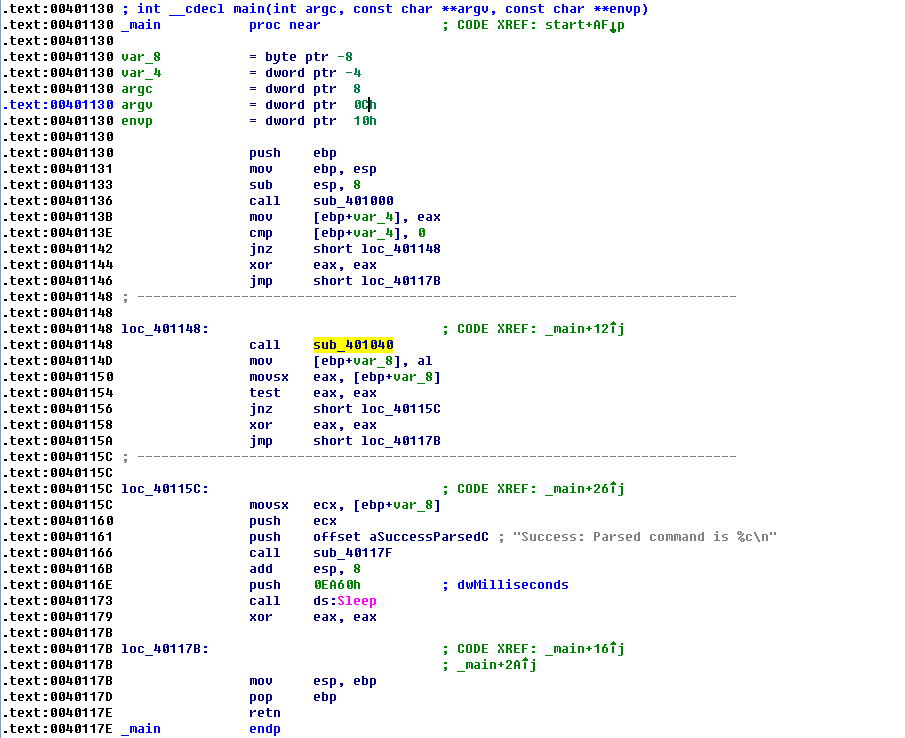 .text:00401130 ; int __cdecl main(int argc, const char **argv, const char **envp)
.text:00401130 _main           proc near               ; CODE XREF: start+AF↓p
.text:00401130
.text:00401130 var_8           = byte ptr -8
.text:00401130 var_4           = dword ptr -4
.text:00401130 argc            = dword ptr  8
.text:00401130 argv            = dword ptr  0Ch
.text:00401130 envp            = dword ptr  10h
.text:00401130
.text:00401130                 push    ebp
.text:00401131                 mov     ebp, esp
.text:00401133                 sub     esp, 8
.text:00401136                 call    sub_401000
.text:0040113B                 mov     [ebp+var_4], eax
.text:0040113E                 cmp     [ebp+var_4], 0
.text:00401142                 jnz     short loc_401148
.text:00401144                 xor     eax, eax
.text:00401146                 jmp     short loc_40117B
.text:00401148 ; ---------------------------------------------------------------------------
.text:00401148
.text:00401148 loc_401148:                             ; CODE XREF: _main+12↑j
.text:00401148                 call    sub_401040
.text:0040114D                 mov     [ebp+var_8], al
.text:00401150                 movsx   eax, [ebp+var_8]
.text:00401154                 test    eax, eax
.text:00401156                 jnz     short loc_40115C
.text:00401158                 xor     eax, eax
.text:0040115A                 jmp     short loc_40117B
.text:0040115C ; ---------------------------------------------------------------------------
.text:0040115C
.text:0040115C loc_40115C:                             ; CODE XREF: _main+26↑j
.text:0040115C                 movsx   ecx, [ebp+var_8]
.text:00401160                 push    ecx
.text:00401161                 push    offset aSuccessParsedC ; "Success: Parsed command is %c\n"
.text:00401166                 call    sub_40117F
.text:0040116B                 add     esp, 8
.text:0040116E                 push    0EA60h          ; dwMilliseconds
.text:00401173                 call    ds:Sleep
.text:00401179                 xor     eax, eax
.text:0040117B
.text:0040117B loc_40117B:                             ; CODE XREF: _main+16↑j
.text:0040117B                                         ; _main+2A↑j
.text:0040117B                 mov     esp, ebp
.text:0040117D                 pop     ebp
.text:0040117E                 retn
.text:0040117E _main           endp